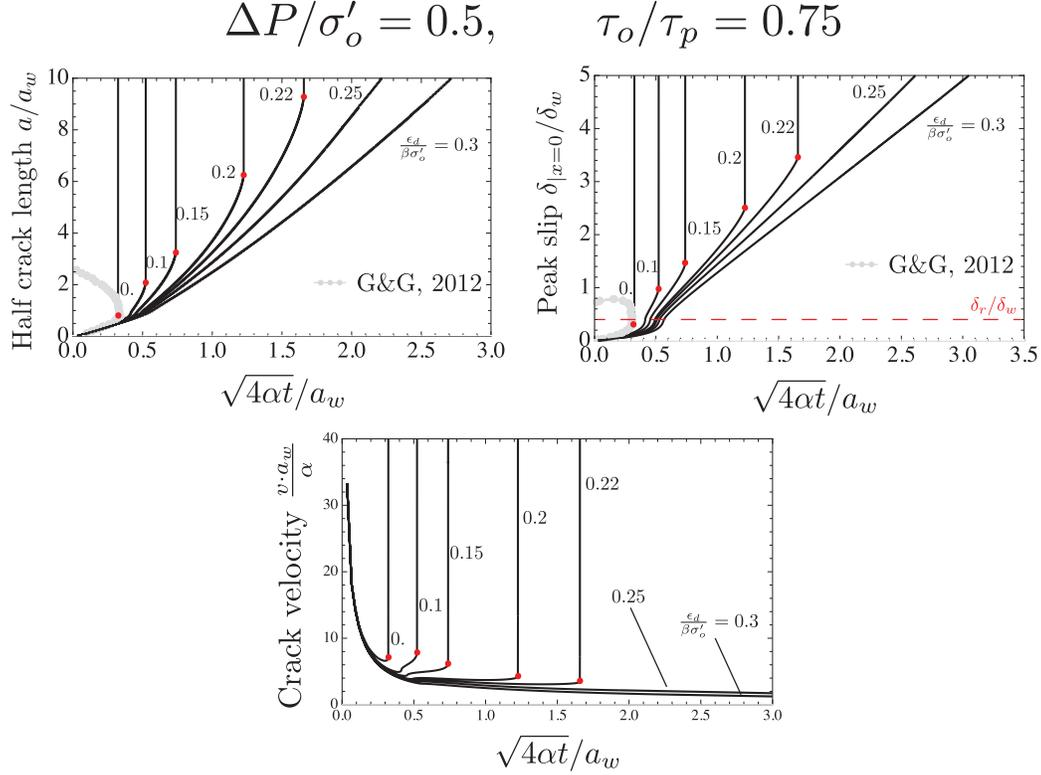 ΔP/σ′ₒ = 0.5, τₒ/τₚ = 0.75
Half crack length a/a_w
10
8
6
4
2
0
0.0 0.5 1.0 1.5 2.0 2.5 3.0
√4αt/a_w
0.
0.1
0.15
0.2
0.22
0.25
ϵ_d/βσ′ₒ = 0.3
G&G, 2012
Peak slip δ_|x=0/δ_w
5
4
3
2
1
0
0.0 0.5 1.0 1.5 2.0 2.5 3.0 3.5
√4αt/a_w
0.
0.1
0.15
0.2
0.22
0.25
ϵ_d/βσ′ₒ = 0.3
G&G, 2012
δ_r/δ_w
Crack velocity v·a_w/α
40
30
20
10
0
0.0 0.5 1.0 1.5 2.0 2.5 3.0
√4αt/a_w
0.
0.1
0.15
0.2
0.22
0.25
ϵ_d/βσ′ₒ = 0.3